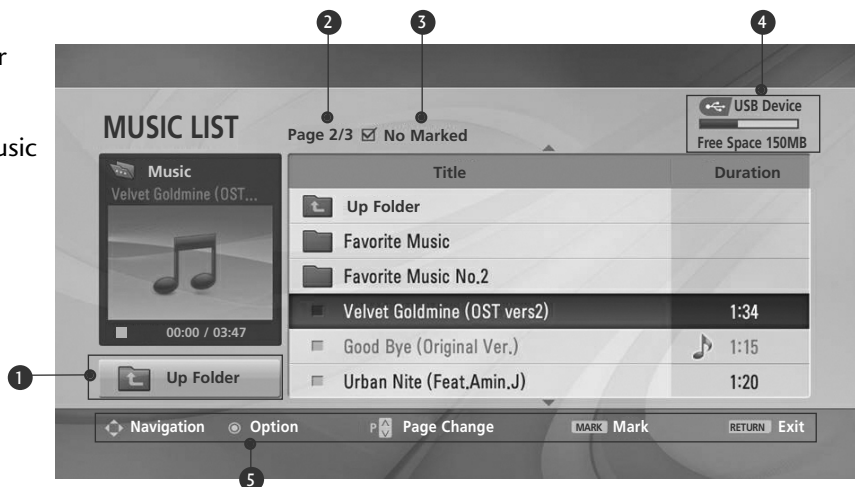 2 3 4
r
usic
USB Device
MUSIC LIST
Page 2/3 No Marked
Free Space 150MB
Music
Velvet Goldmine (OST...
00:00 / 03:47
Title Duration
Up Folder
Favorite Music
Favorite Music No.2
Velvet Goldmine (OST vers2) 1:34
Good Bye (Original Ver.) 1:15
Urban Nite (Feat.Amin.J) 1:20
1 Up Folder
Navigation Option P Page Change MARK Mark RETURN Exit
5